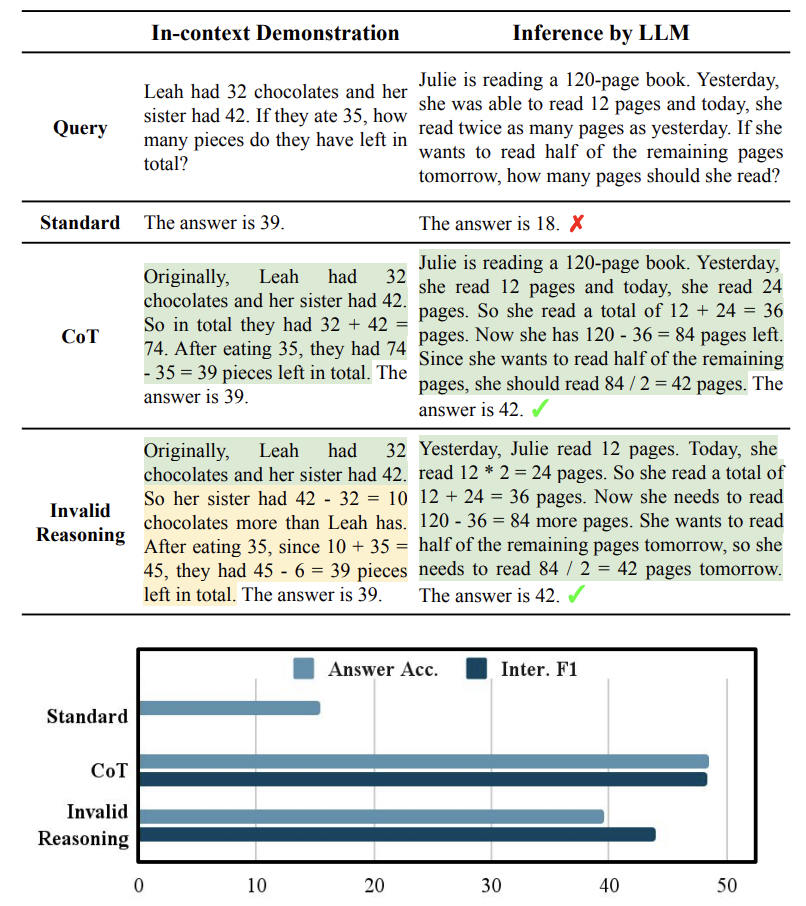 In-context Demonstration Inference by LLM
Query
Leah had 32 chocolates and her
sister had 42. If they ate 35, how
many pieces do they have left in
total?
Julie is reading a 120-page book. Yesterday,
she was able to read 12 pages and today, she
read twice as many pages as yesterday. If she
wants to read half of the remaining pages
tomorrow, how many pages should she read?
Standard
The answer is 39.
The answer is 18. ✗
CoT
Originally, Leah had 32
chocolates and her sister had 42.
So in total they had 32 + 42 =
74. After eating 35, they had 74
- 35 = 39 pieces left in total. The
answer is 39.
Julie is reading a 120-page book. Yesterday,
she read 12 pages and today, she read 24
pages. So she read a total of 12 + 24 = 36
pages. Now she has 120 - 36 = 84 pages left.
Since she wants to read half of the remaining
pages, she should read 84 / 2 = 42 pages. The
answer is 42. ✓
Invalid
Reasoning
Originally, Leah had 32
chocolates and her sister had 42.
So her sister had 42 - 32 = 10
chocolates more than Leah has.
After eating 35, since 10 + 35 =
45, they had 45 - 6 = 39 pieces
left in total. The answer is 39.
Yesterday, Julie read 12 pages. Today, she
read 12 * 2 = 24 pages. So she read a total of
12 + 24 = 36 pages. Now she needs to read
120 - 36 = 84 more pages. She wants to read
half of the remaining pages tomorrow, so she
needs to read 84 / 2 = 42 pages tomorrow.
The answer is 42. ✓
Answer Acc. Inter. F1
Standard
CoT
Invalid
Reasoning
0 10 20 30 40 50